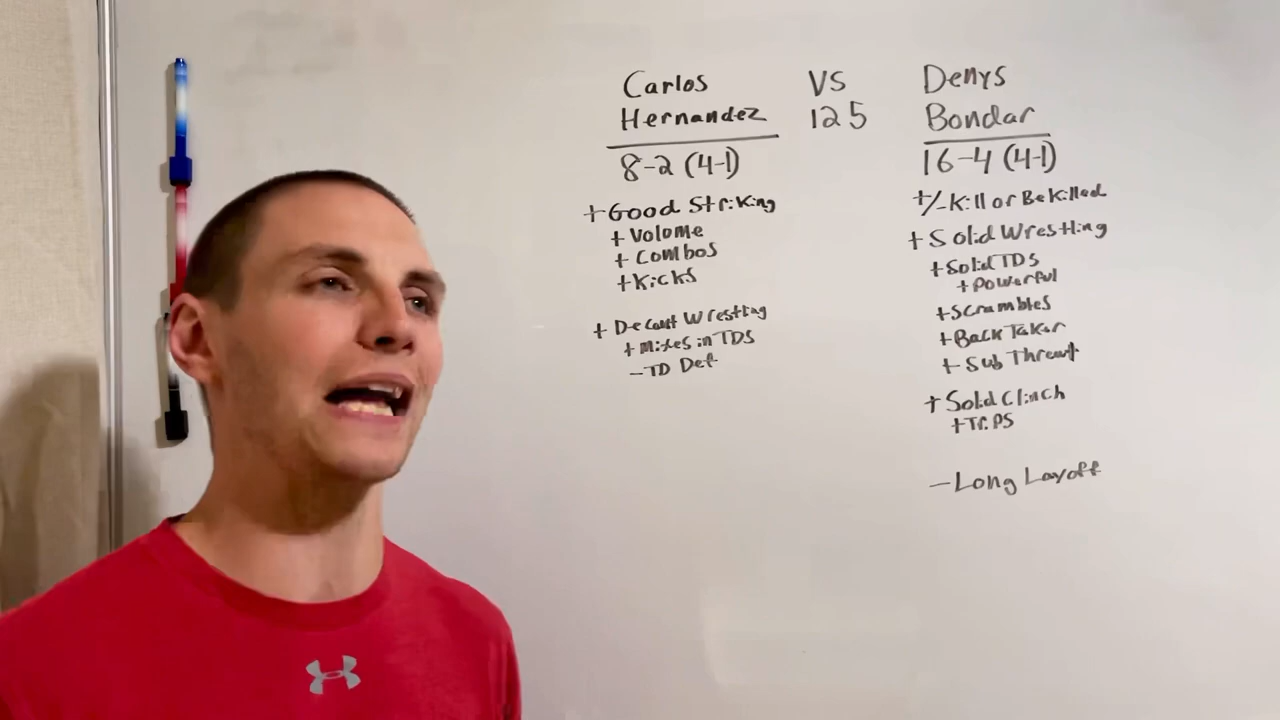 Carlos
Hernandez
8-2 (4-1)
+Good Striking
+Volome
+Combos
+Kicks
+Decent Wrestling
+Mixes in TDS
-TD Def
VS
125
Denys
Bondar
16-4 (4-1)
+/-Kill or Be Killed
+Solid Wrestling
+Solid TDS
+Powerful
+Scrambles
+Back Taker
+Sub Threat
+Solid Clinch
+Trips
-Long Layoff